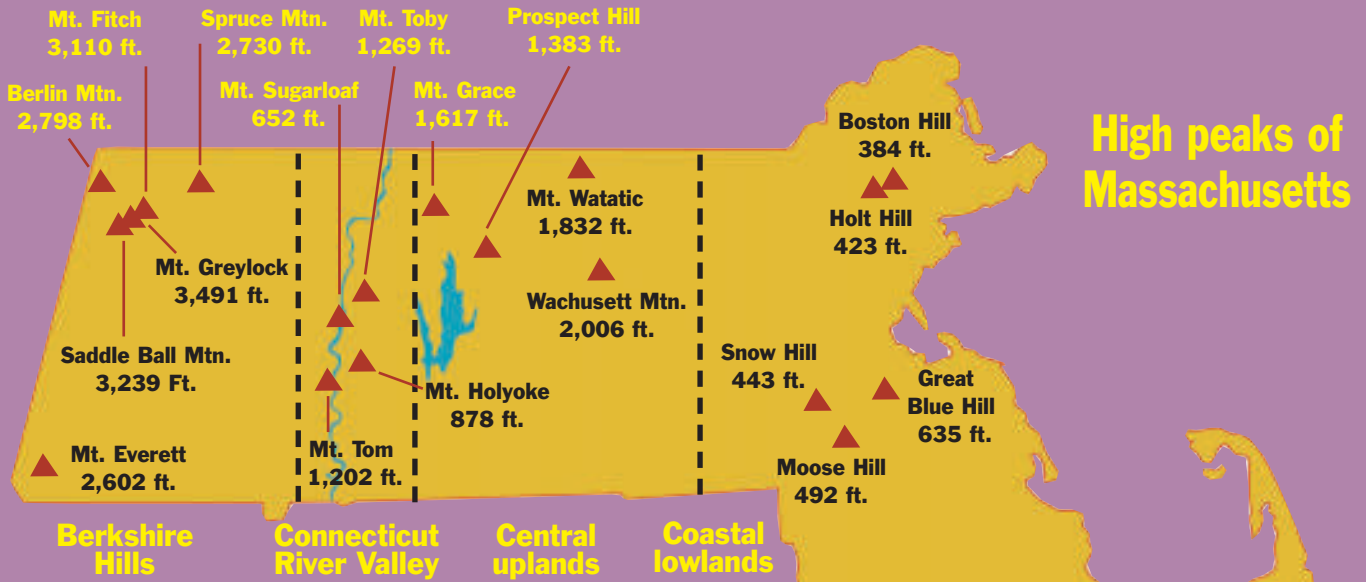 Mt. Fitch
3,110 ft.
Spruce Mtn.
2,730 ft.
Mt. Toby
1,269 ft.
Prospect Hill
1,383 ft.
Berlin Mtn.
2,798 ft.
Mt. Sugarloaf
652 ft.
Mt. Grace
1,617 ft.
High peaks of
Massachusetts
Boston Hill
384 ft.
Mt. Watatic
1,832 ft.
Holt Hill
423 ft.
Mt. Greylock
3,491 ft.
Wachusett Mtn.
2,006 ft.
Saddle Ball Mtn.
3,239 Ft.
Snow Hill
443 ft.
Great
Blue Hill
635 ft.
Mt. Holyoke
878 ft.
Mt. Everett
2,602 ft.
Mt. Tom
1,202 ft.
Moose Hill
492 ft.
Berkshire
Hills
Connecticut
River Valley
Central
uplands
Coastal
lowlands